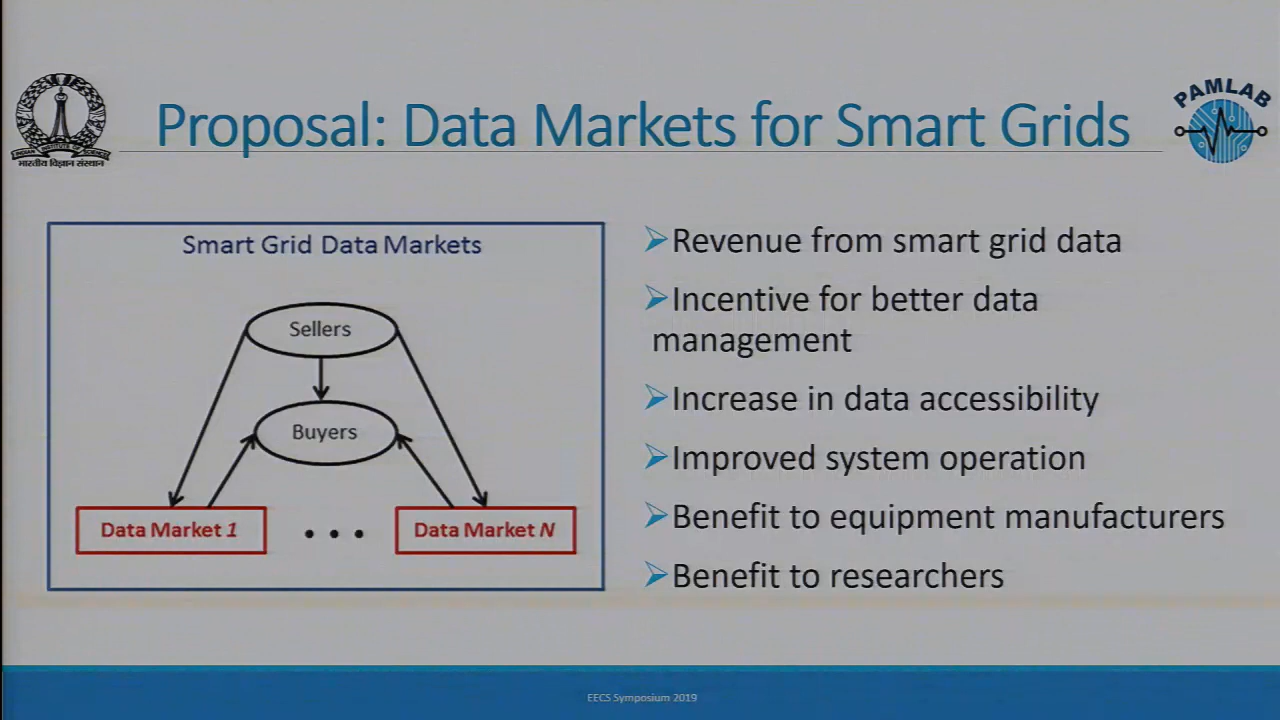 Proposal: Data Markets for Smart Grids
भारतीय विज्ञान संस्थान
PAMLAB
Smart Grid Data Markets
Sellers
Buyers
Data Market 1
• • •
Data Market N
➢Revenue from smart grid data
➢Incentive for better data
management
➢Increase in data accessibility
➢Improved system operation
➢Benefit to equipment manufacturers
➢Benefit to researchers
EECS Symposium 2019